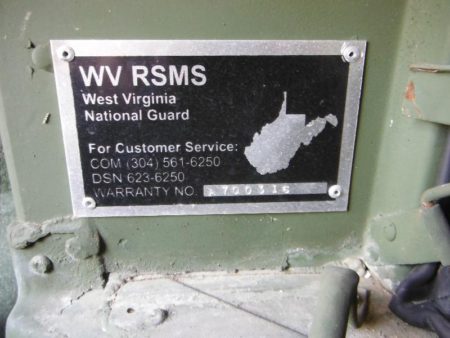 WV RSMS
West Virginia
National Guard
For Customer Service:
COM (304) 561-6250
DSN 623-6250
WARRANTY NO.